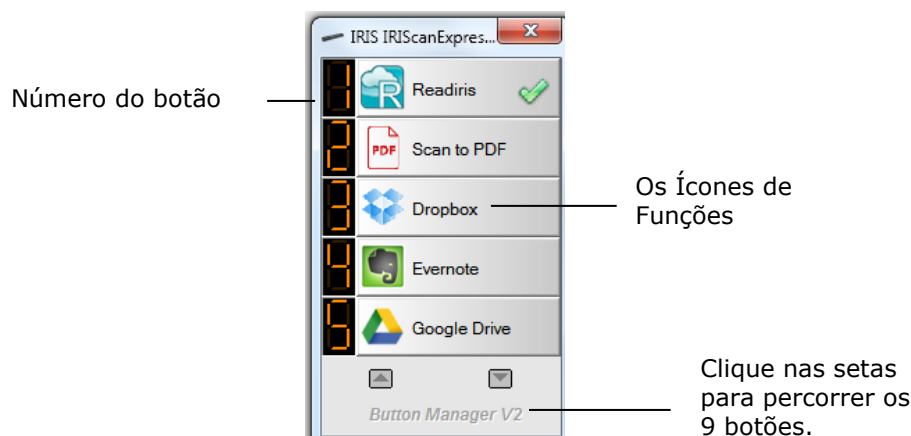 IRIS IRIScanExpres...
Número do botão
1
Readiris
2
PDF
Scan to PDF
3
Dropbox
Os Ícones de
Funções
4
Evernote
5
Google Drive
Button Manager V2
Clique nas setas
para percorrer os
9 botões.